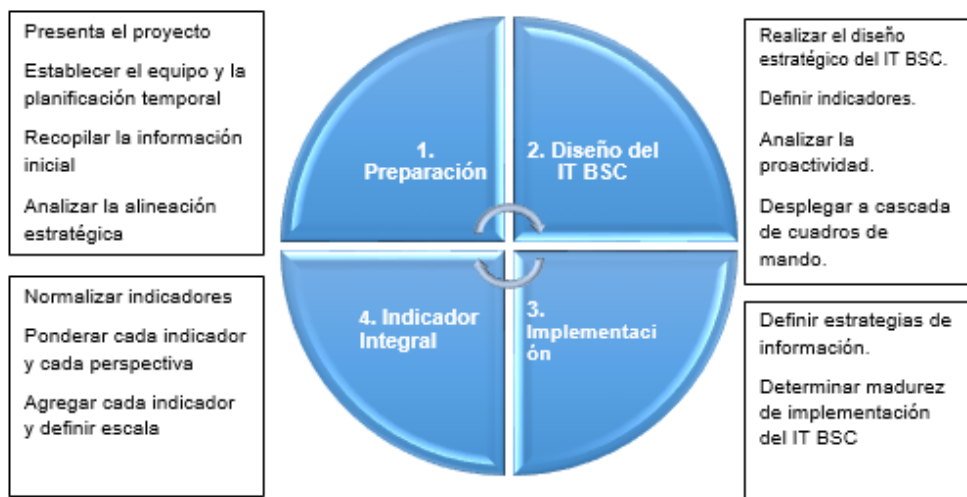 Presenta el proyecto
Establecer el equipo y la
planificación temporal
Recopilar la información
inicial
Analizar la alineación
estratégica
1.
Preparación
2. Diseño del
IT BSC
Realizar el diseño
estratégico del IT BSC.
Definir indicadores.
Analizar la
proactividad.
Desplegar a cascada
de cuadros de
mando.
Normalizar indicadores
Ponderar cada indicador
y cada perspectiva
Agregar cada indicador
y definir escala
4. Indicador
Integral
3.
Implementaci
ón
Definir estrategias de
información.
Determinar madurez
de implementación
del IT BSC